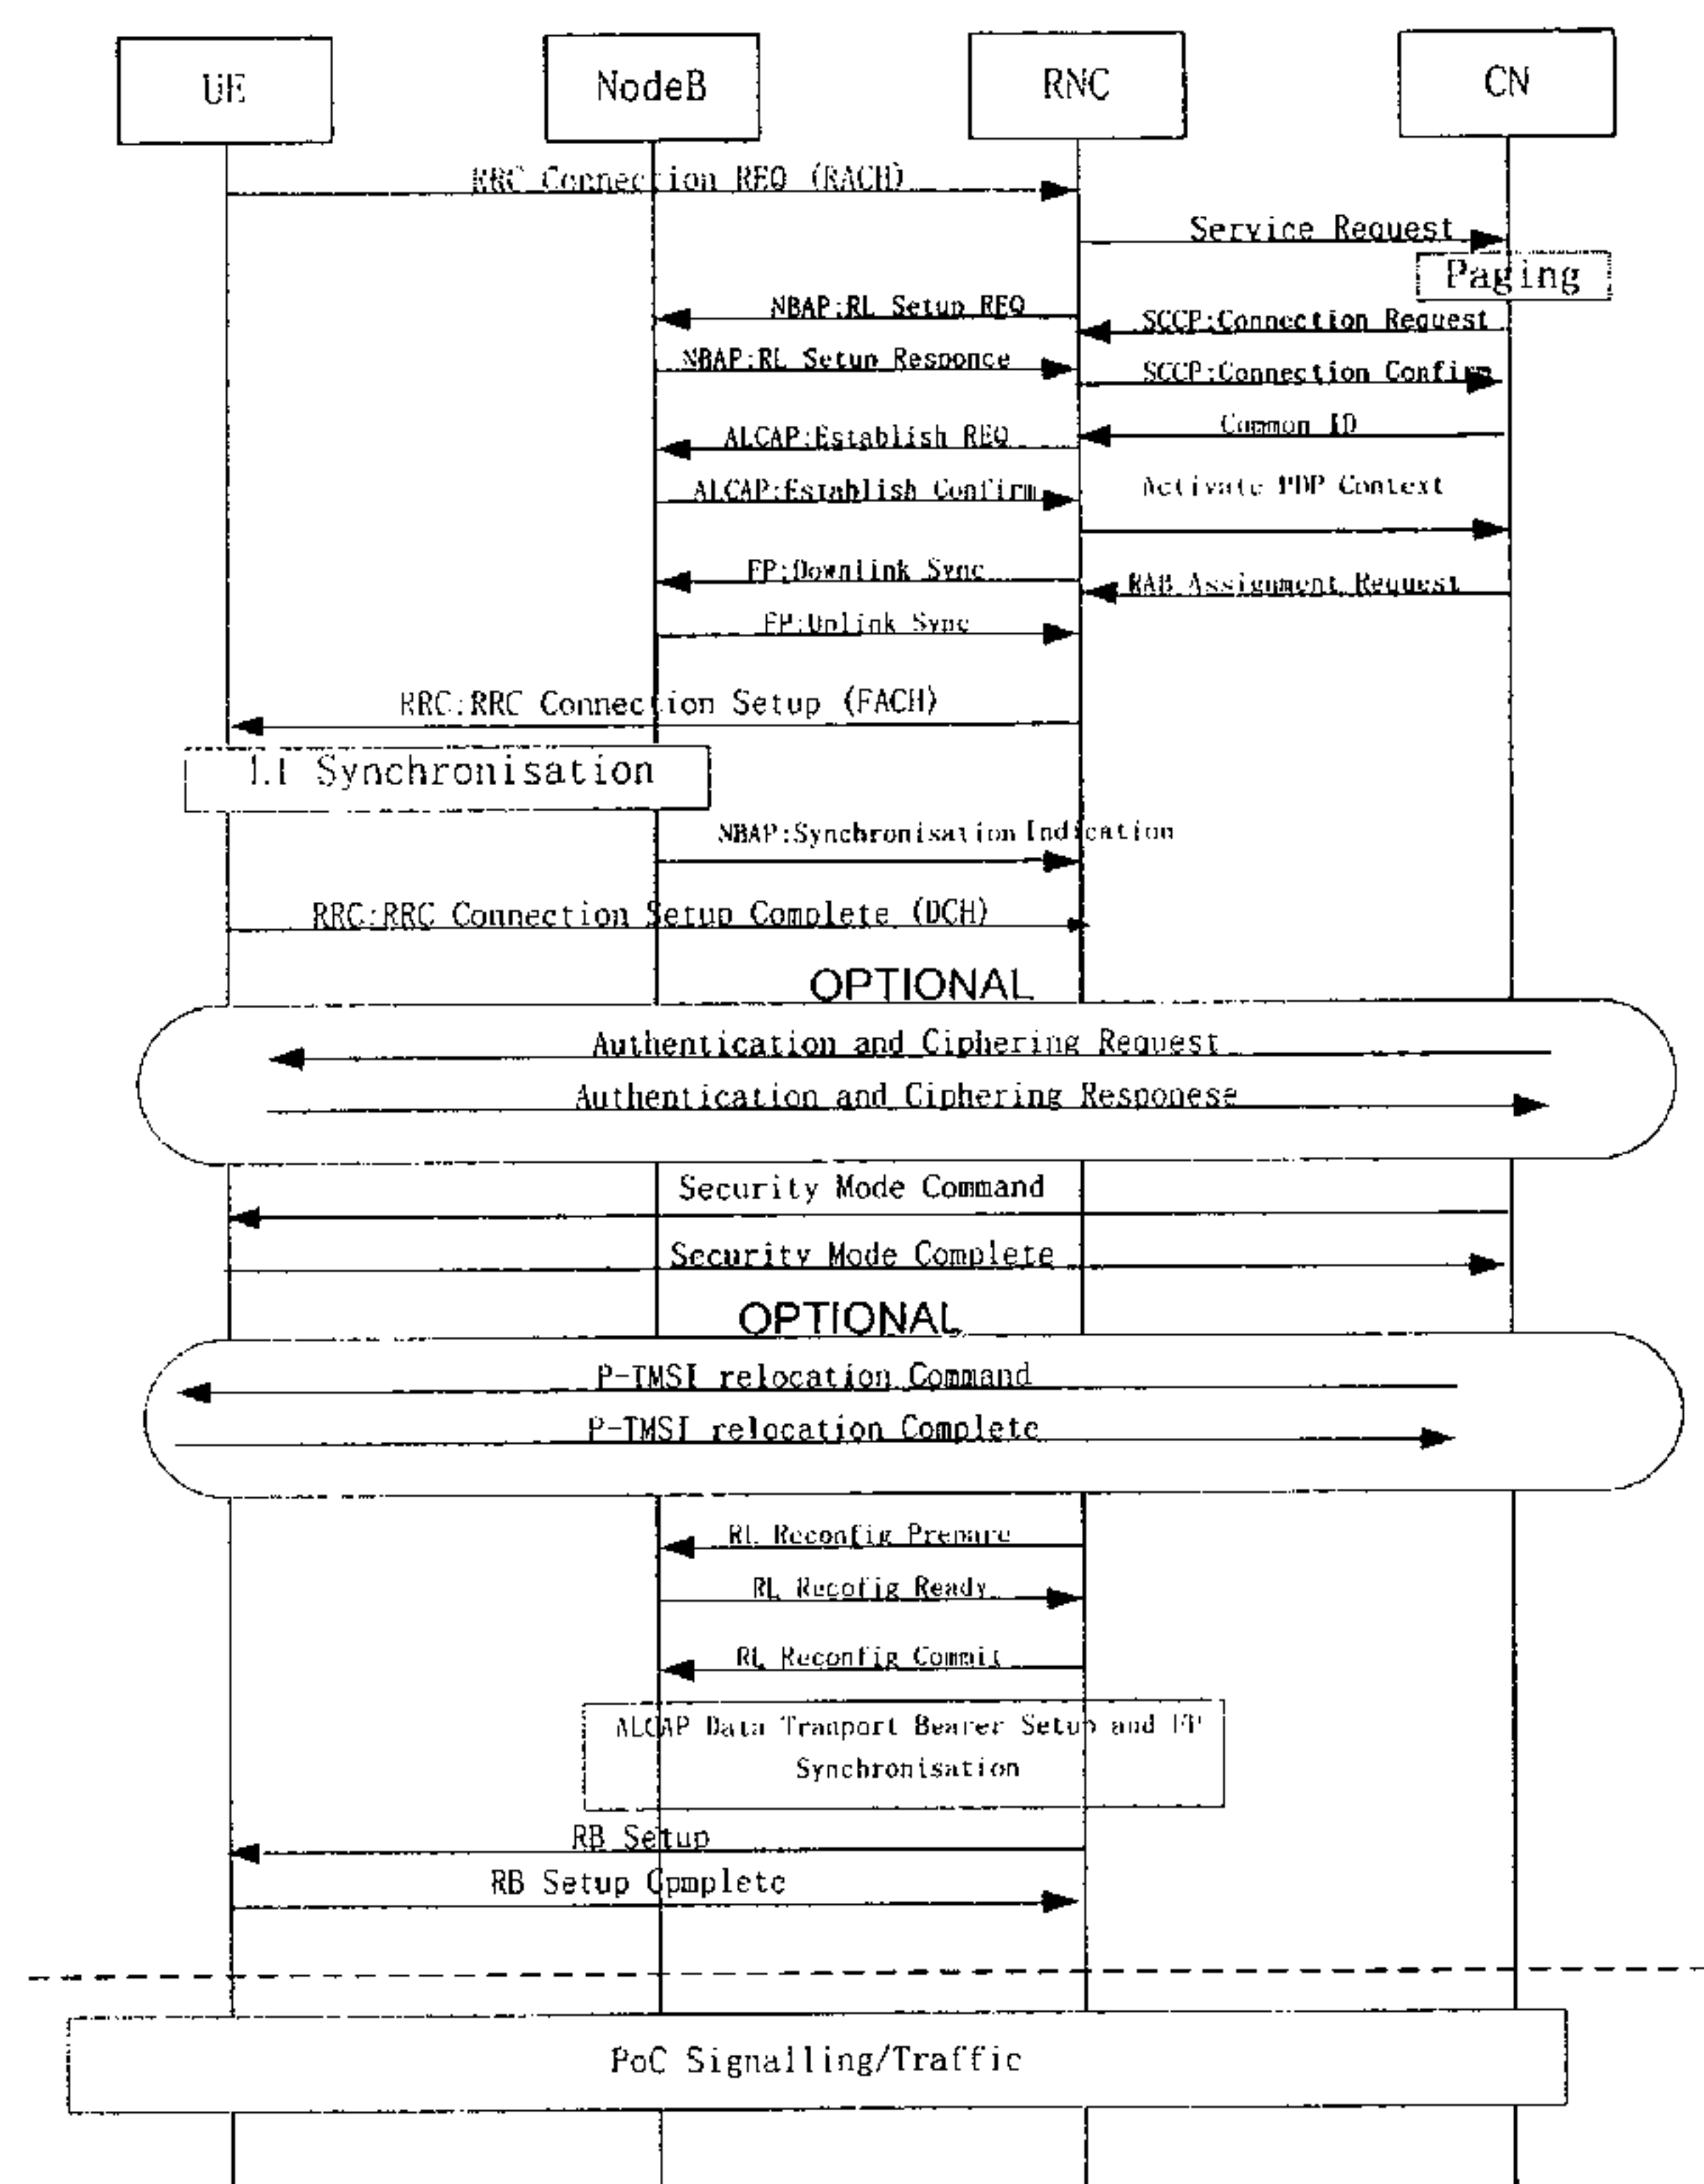 UE
NodeB
RNC
CN
RRC Connection REQ (RACH)
Service Request
Paging
NBAP:RL Setup REQ
SCCP:Connection Request
NBAP:RL Setup Responce
SCCP:Connection Confirm
Common ID
ALCAP:Establish REQ
Activate PDP Context
ALCAP:Establish Confirm
FP:Downlink Sync
RAB Assignment Request
FP:Uplink Sync
RRC:RRC Connection Setup (FACH)
L1 Synchronisation
NBAP:Synchronisation Indication
RRC:RRC Connection Setup Complete (DCH)
OPTIONAL
Authentication and Ciphering Request
Authentication and Ciphering Responese
Security Mode Command
Security Mode Complete
OPTIONAL
P-TMSI relocation Command
P-TMSI relocation Complete
RL Reconfig Prepare
RL Recofig Ready
RL Reconfig Commit
ALCAP Data Tranport Bearer Setup and FP
Synchronisation
RB Setup
RB Setup Complete
PoC Signalling/Traffic